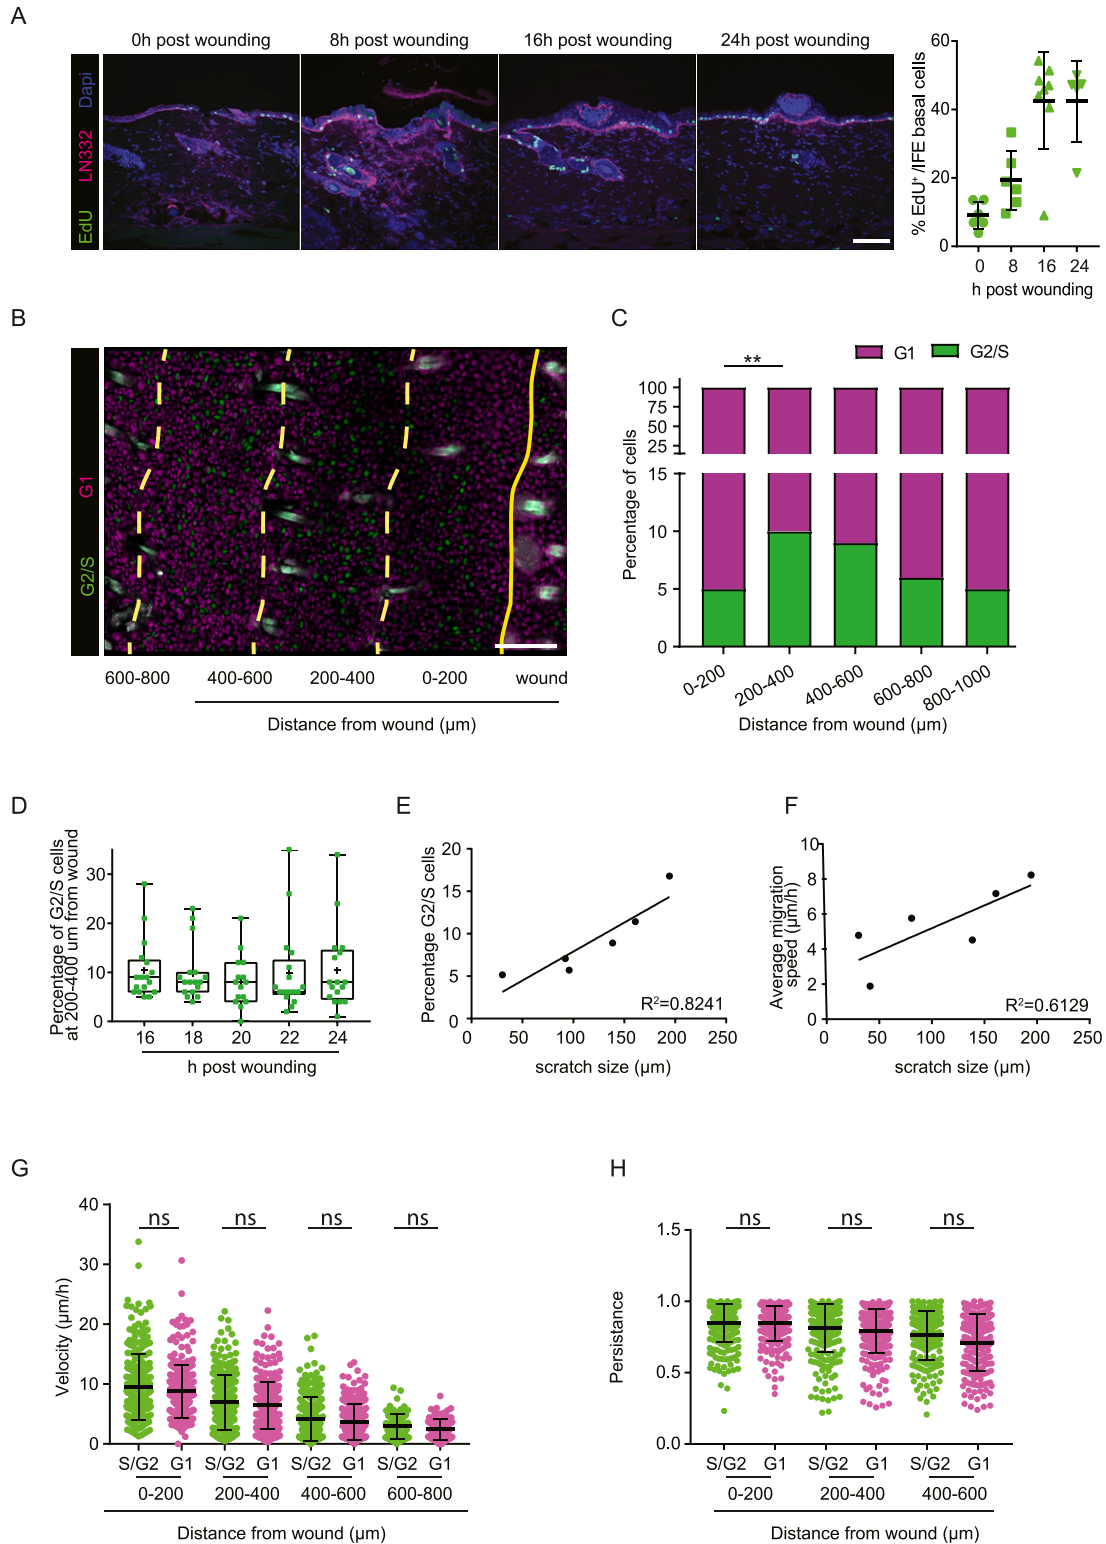 A
0h post wounding
8h post wounding
16h post wounding
24h post wounding
EdU LN332 Dapi
% EdU+ /IFE basal cells
60
40
20
0
0 8 16 24
h post wounding
B
G2/S G1
600-800 400-600 200-400 0-200 wound
Distance from wound (µm)
C
G1 G2/S
**
Percentage of cells
100
75
50
25
15
10
5
0
0-200 200-400 400-600 600-800 800-1000
Distance from wound (µm)
D
Percentage of G2/S cells
at 200-400 um from wound
30
20
10
0
16 18 20 22 24
h post wounding
E
Percentage G2/S cells
20
15
10
5
0
R2=0.8241
0 50 100 150 200 250
scratch size (µm)
F
Average migration
speed (µm/h)
10
8
6
4
2
0
R2=0.6129
0 50 100 150 200 250
scratch size (µm)
G
Velocity (µm/h)
40
30
20
10
0
ns ns ns ns
S/G2 G1 S/G2 G1 S/G2 G1 S/G2 G1
0-200 200-400 400-600 600-800
Distance from wound (µm)
H
Persistance
1.5
1.0
0.5
0.0
ns ns ns
S/G2 G1 S/G2 G1 S/G2 G1
0-200 200-400 400-600
Distance from wound (µm)